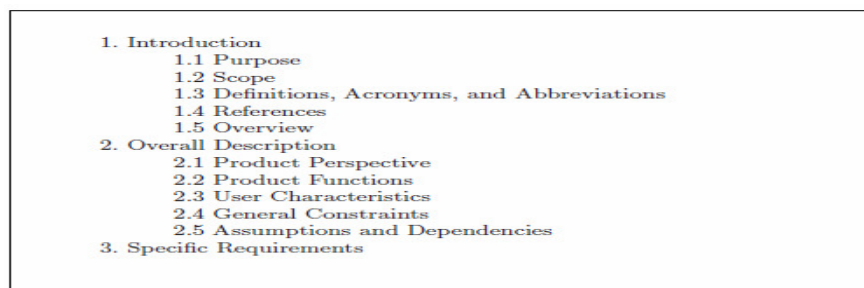 1. Introduction
1.1 Purpose
1.2 Scope
1.3 Definitions, Acronyms, and Abbreviations
1.4 References
1.5 Overview
2. Overall Description
2.1 Product Perspective
2.2 Product Functions
2.3 User Characteristics
2.4 General Constraints
2.5 Assumptions and Dependencies
3. Specific Requirements